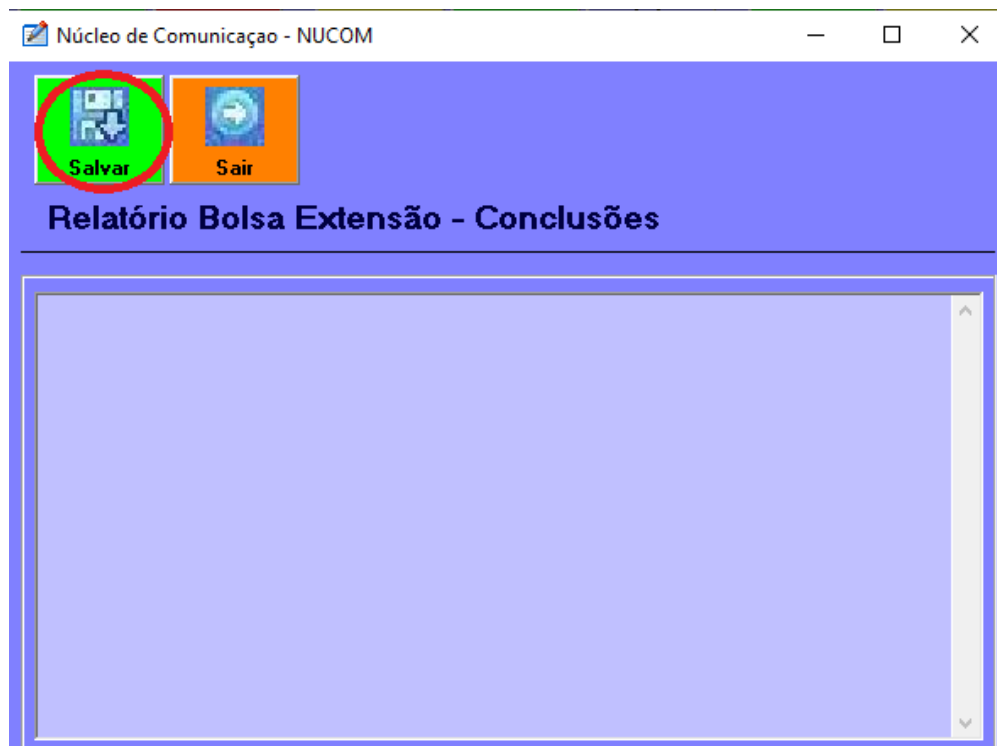 Núcleo de Comunicaçao - NUCOM
Salvar Sair
Relatório Bolsa Extensão - Conclusões